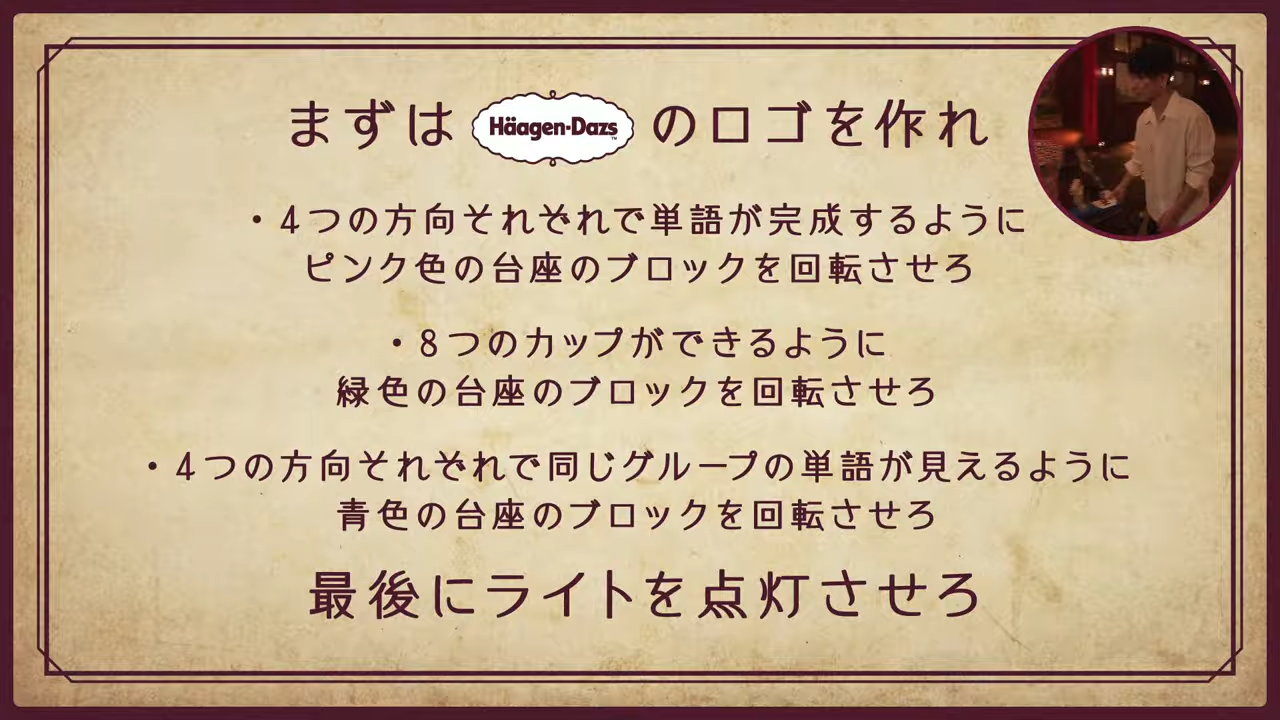 まずは Häagen-Dazs™ のロゴを作れ
・４つの方向それぞれで単語が完成するように
ピンク色の台座のブロックを回転させろ
・８つのカップができるように
緑色の台座のブロックを回転させろ
・４つの方向それぞれで同じグループの単語が見えるように
青色の台座のブロックを回転させろ
最後にライトを点灯させろ